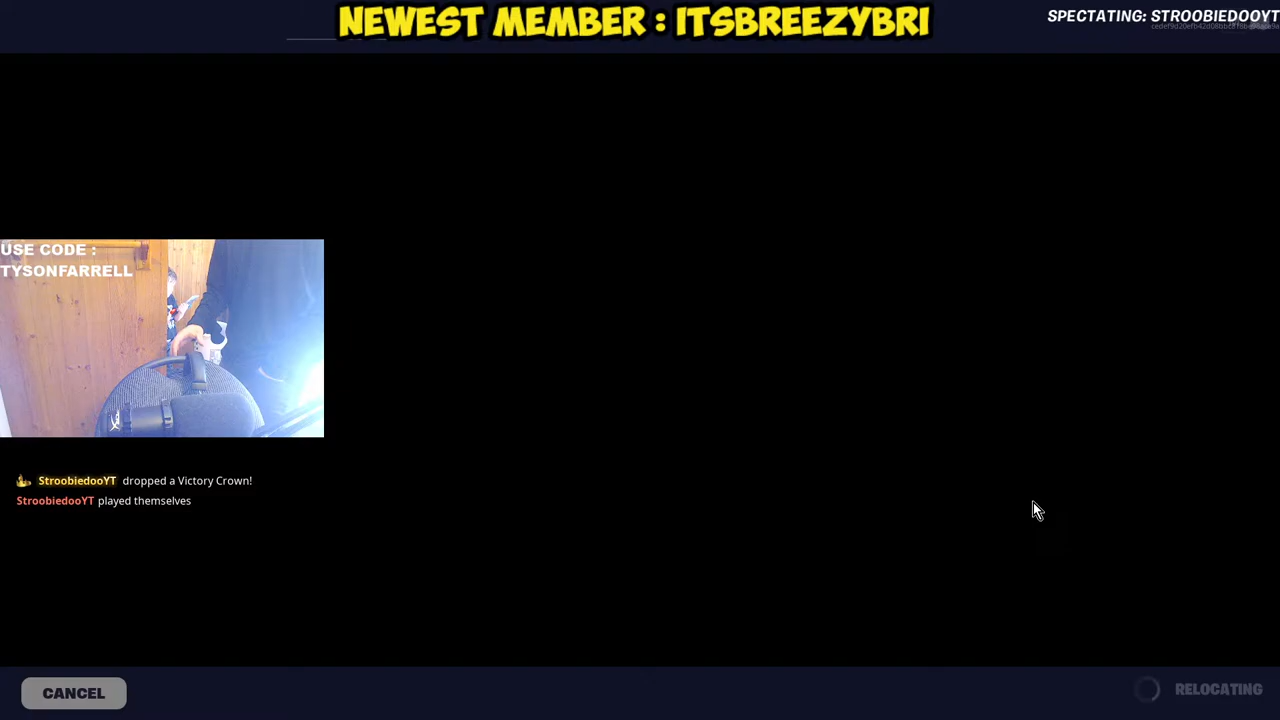 NEWEST MEMBER : ITSBREEZYBRI
SPECTATING: STROOBIEDOOYT
USE CODE :
TYSONFARRELL
StroobiedooYT dropped a Victory Crown!
StroobiedooYT played themselves
CANCEL
RELOCATING